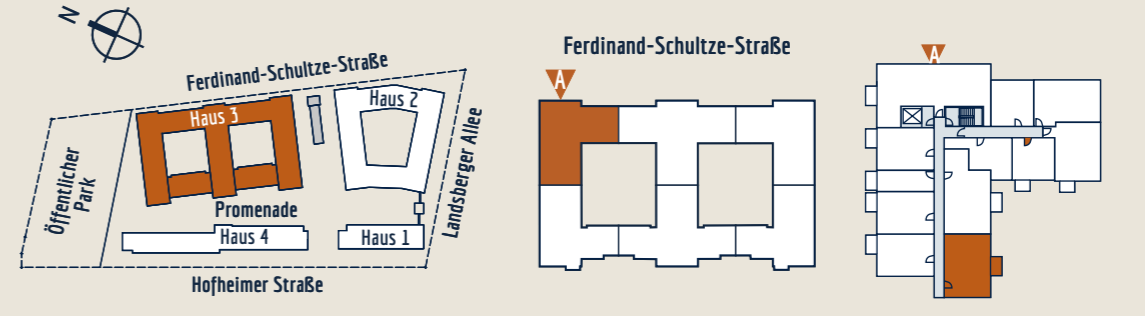 N
Ferdinand-Schultze-Straße
Haus 2
Haus 3
Landsberger Allee
Öffentlicher
Park
Promenade
Haus 4
Haus 1
Hofheimer Straße
Ferdinand-Schultze-Straße
A
A